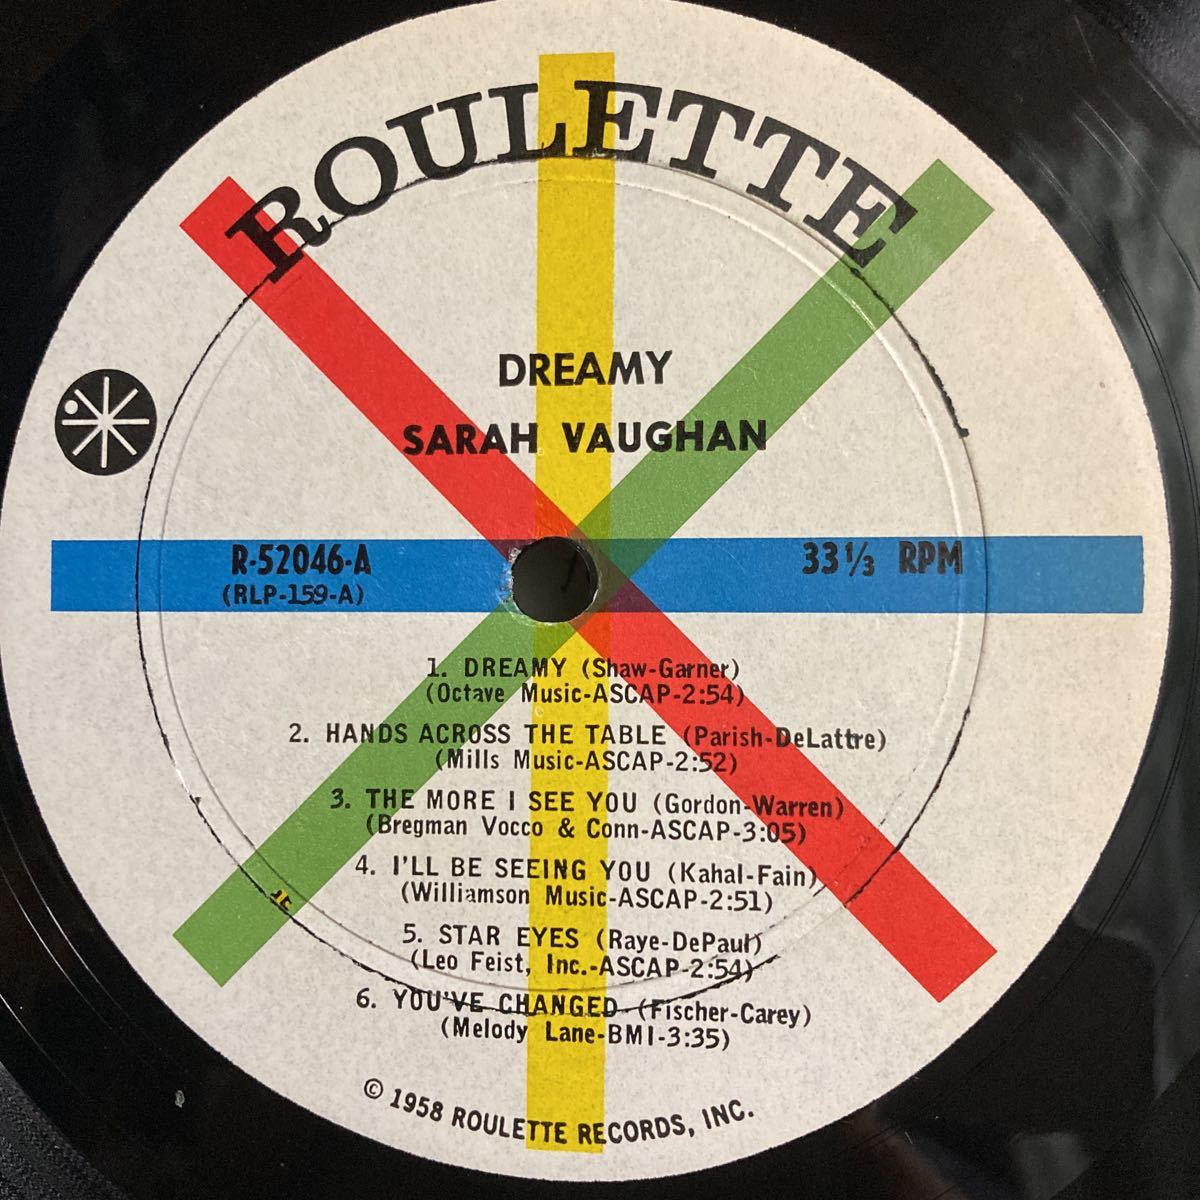 ROULETTE
DREAMY
SARAH VAUGHAN
R-52046-A
(RLP-159-A)
33 1/3 RPM
1. DREAMY (Shaw-Garner)
(Octave Music-ASCAP-2:54)
2. HANDS ACROSS THE TABLE (Parish-DeLattre)
(Mills Music-ASCAP-2:52)
3. THE MORE I SEE YOU (Gordon-Warren)
(Bregman Vocco & Conn-ASCAP-3:05)
4. I'LL BE SEEING YOU (Kahal-Fain)
(Williamson Music-ASCAP-2:51)
5. STAR EYES (Raye-DePaul)
(Leo Feist, Inc.-ASCAP-2:54)
6. YOU'VE CHANGED (Fischer-Carey)
(Melody Lane-BMI-3:35)
© 1958 ROULETTE RECORDS, INC.